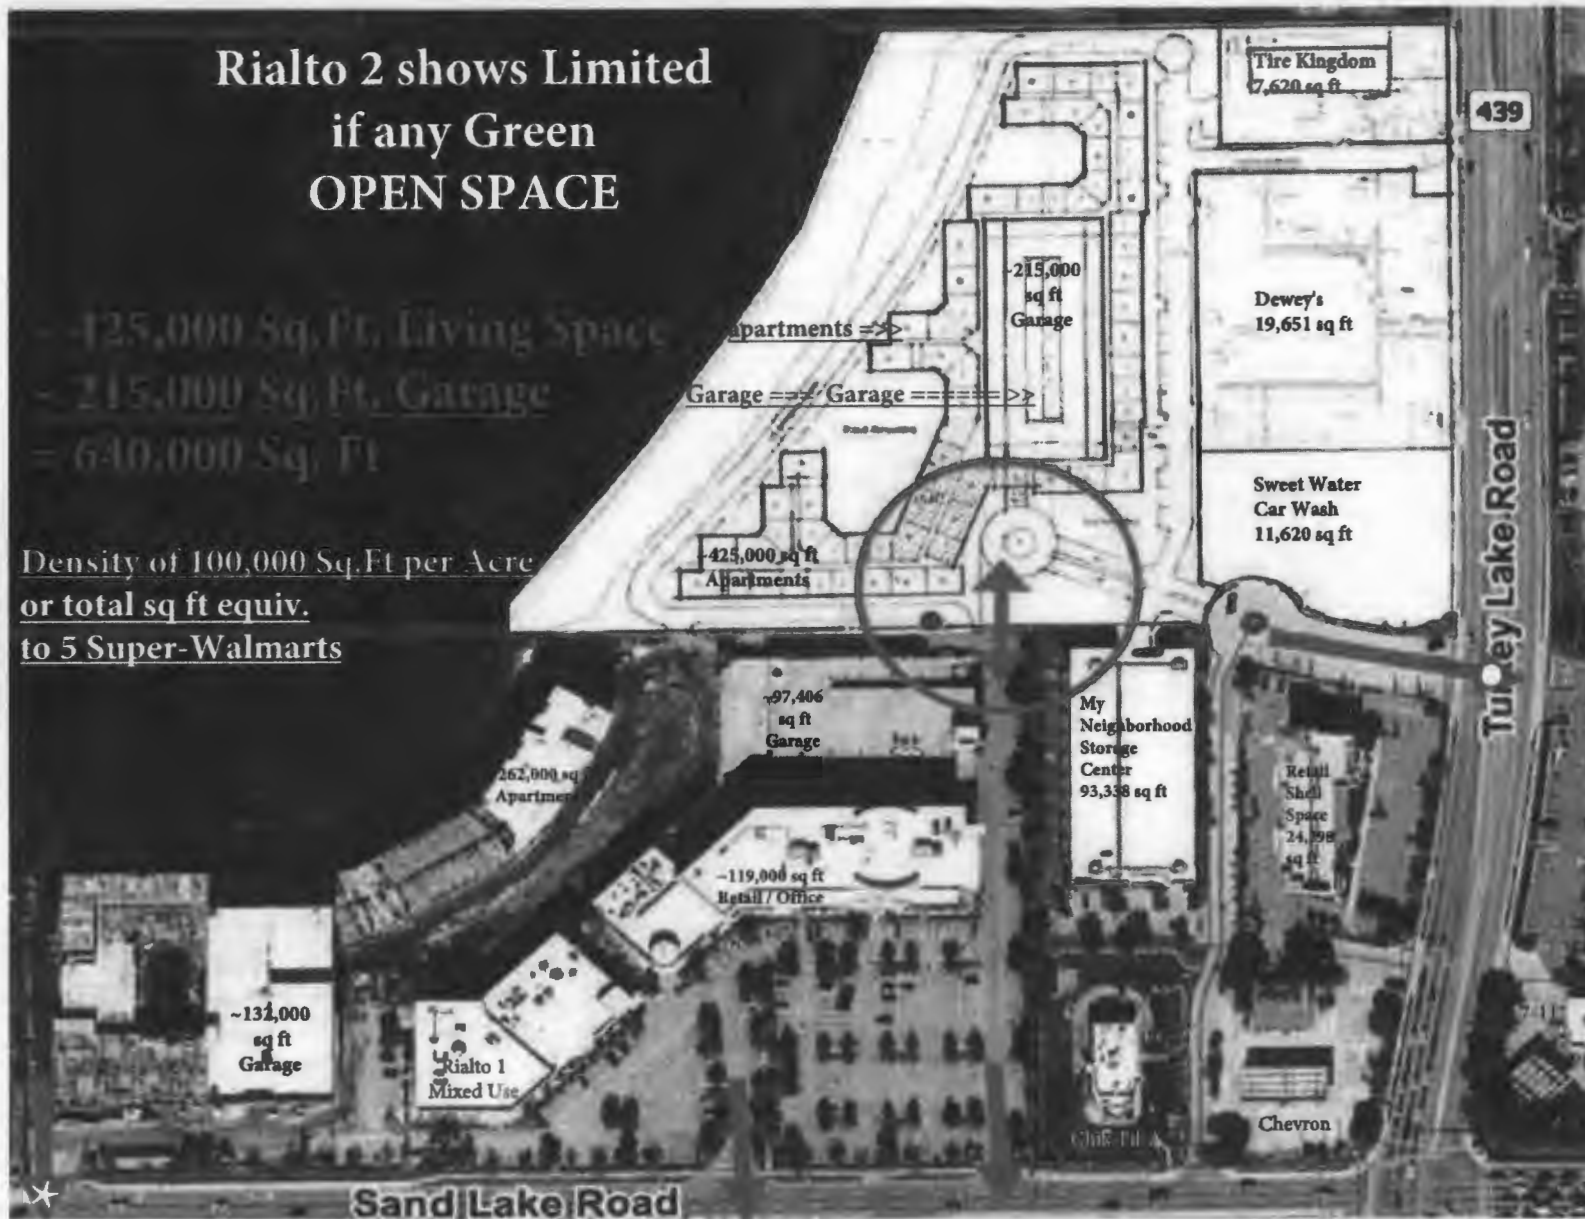 Rialto 2 shows Limited
if any Green
OPEN SPACE
~ 425,000 Sq. Ft. Living Space
~ 215,000 Sq. Ft. Garage
= 640,000 Sq. Ft
Density of 100,000 Sq.Ft per Acre
or total sq ft equiv.
to 5 Super-Walmarts
apartments =>>
Garage === Garage ====== >>
~215,000
sq ft
Garage
~425,000 sq ft
Apartments
Tire Kingdom
7,620 sq ft
439
Dewey's
19,651 sq ft
Sweet Water
Car Wash
11,620 sq ft
Turkey Lake Road
~97,406
sq ft
Garage
262,000 sq
Apartmen
My
Neighborhood
Storage
Center
93,338 sq ft
Retail
Shell
Space
24,298
sq ft
~119,000 sq ft
Retail / Office
~132,000
sq ft
Garage
Rialto 1
Mixed Use
Chik Fil A
Chevron
Sand Lake Road